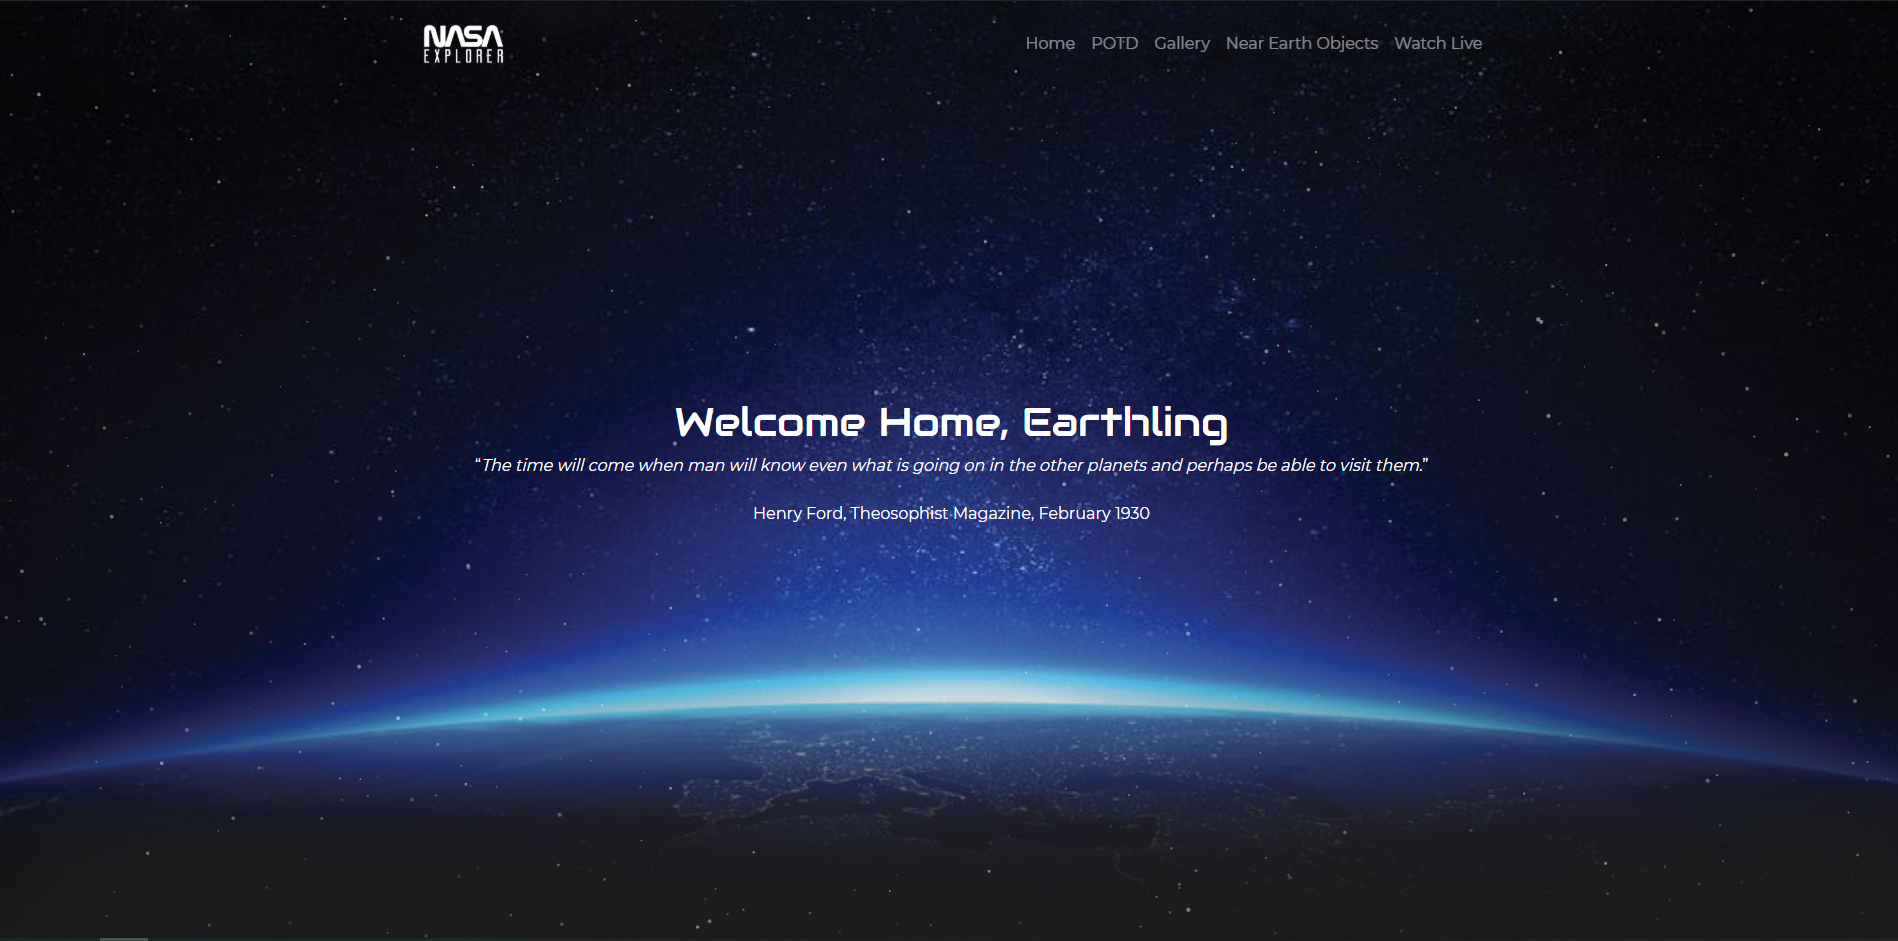 NASA
EXPLORER
Home POTD Gallery Near Earth Objects Watch Live
Welcome Home, Earthling
“The time will come when man will know even what is going on in the other planets and perhaps be able to visit them.”
Henry Ford, Theosophist Magazine, February 1930